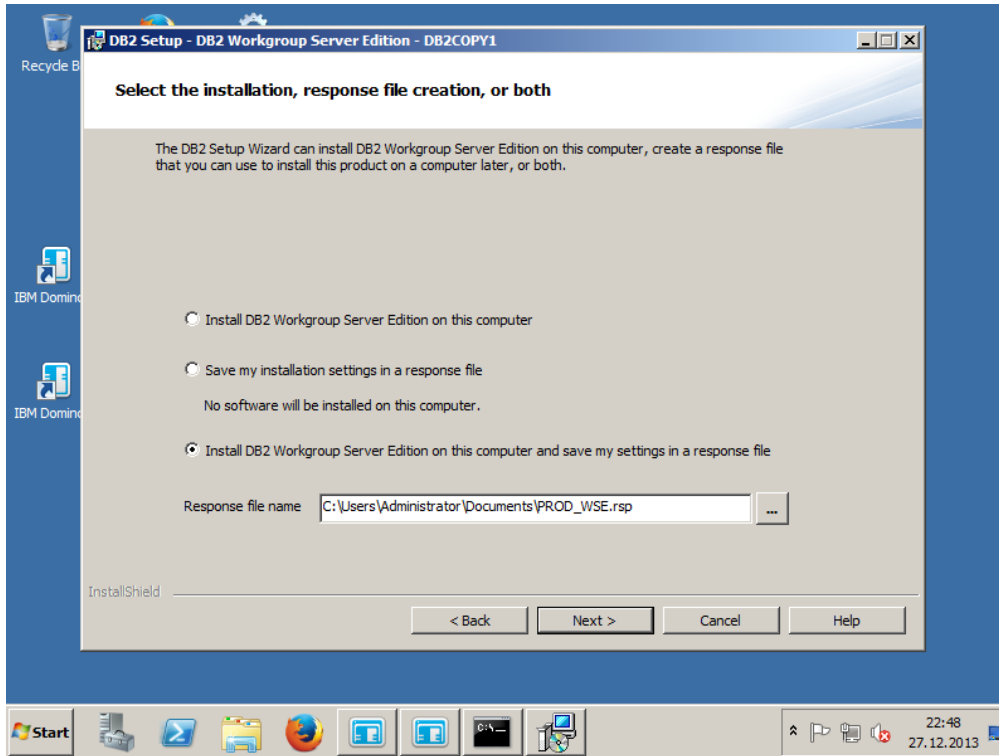 Recycle B
DB2 Setup - DB2 Workgroup Server Edition - DB2COPY1
Select the installation, response file creation, or both
The DB2 Setup Wizard can install DB2 Workgroup Server Edition on this computer, create a response file
that you can use to install this product on a computer later, or both.
IBM Domino
Install DB2 Workgroup Server Edition on this computer
Save my installation settings in a response file
No software will be installed on this computer.
IBM Domino
Install DB2 Workgroup Server Edition on this computer and save my settings in a response file
Response file name
C:\Users\Administrator\Documents\PROD_WSE.rsp
...
InstallShield
< Back
Next >
Cancel
Help
Start
C:\_
22:48
27.12.2013